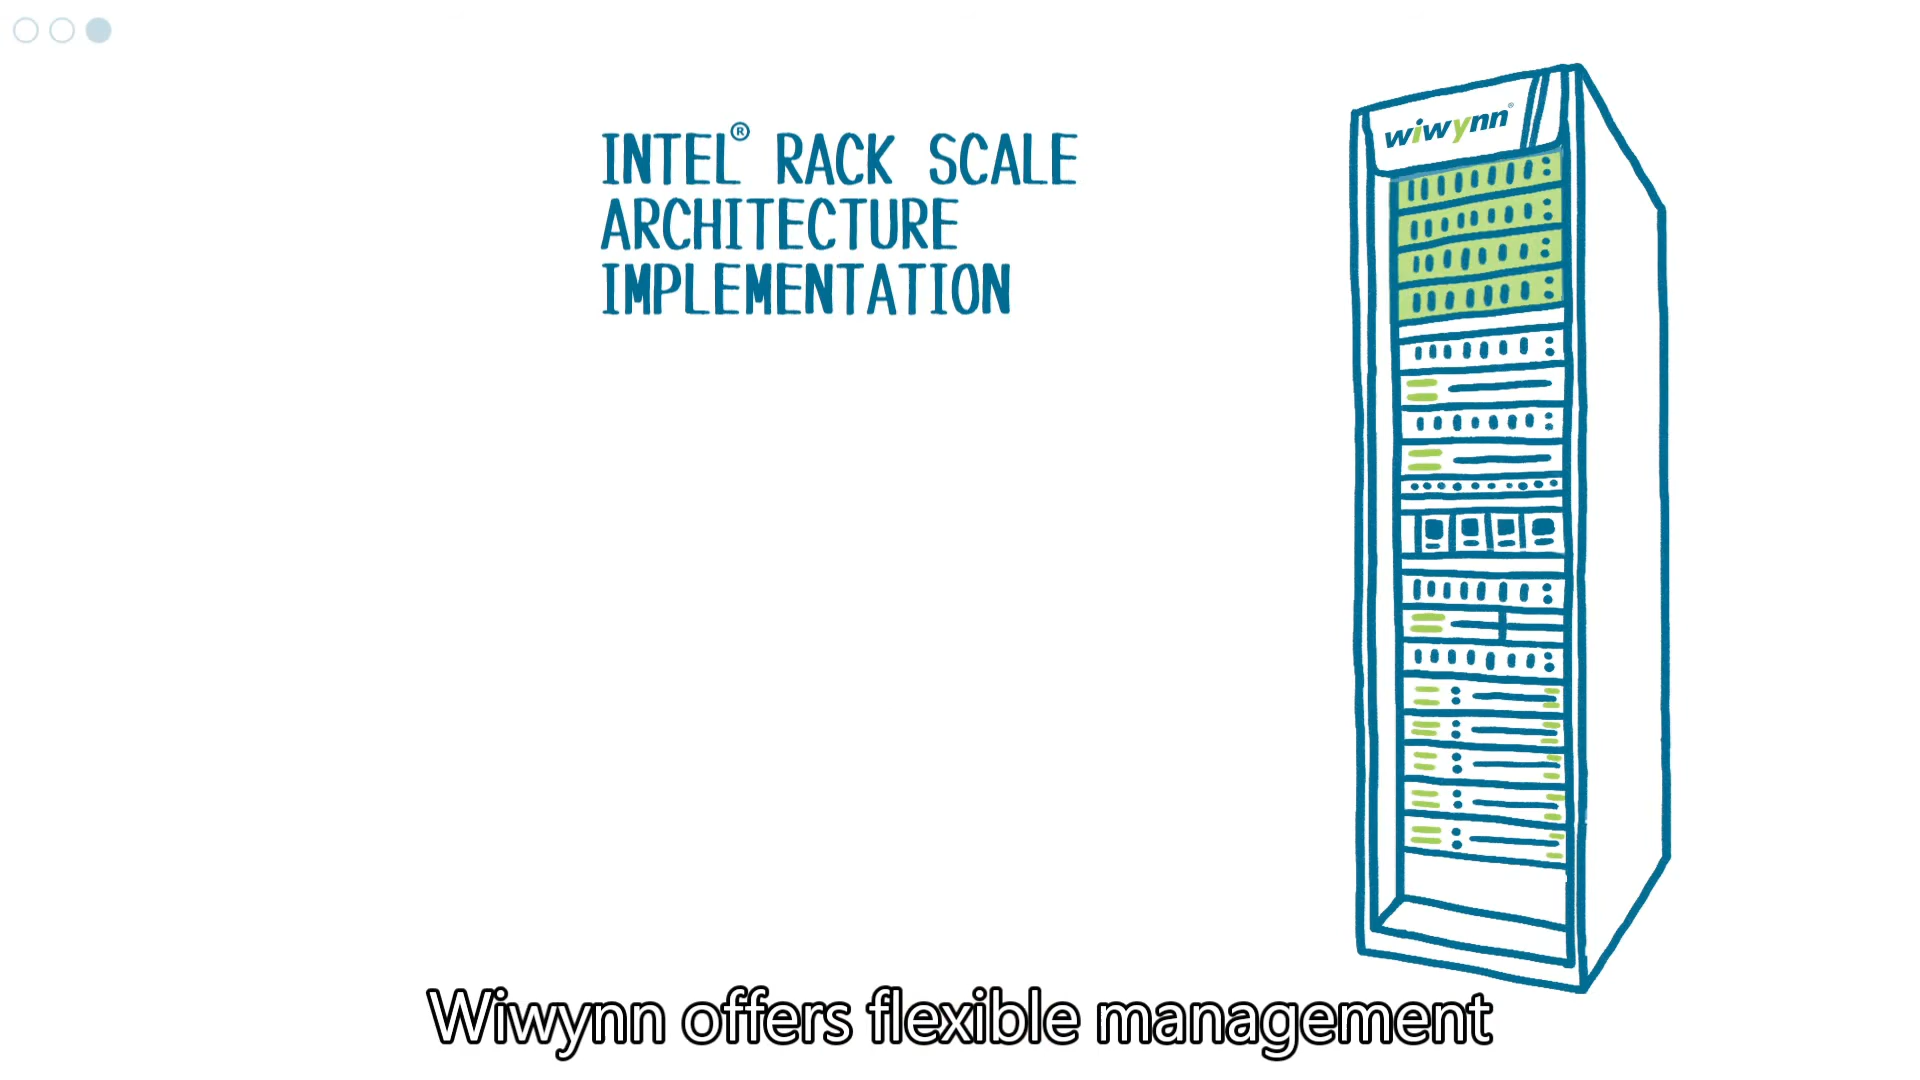 INTEL® RACK SCALE
ARCHITECTURE
IMPLEMENTATION
wiwynn®
Wiwynn offers flexible management